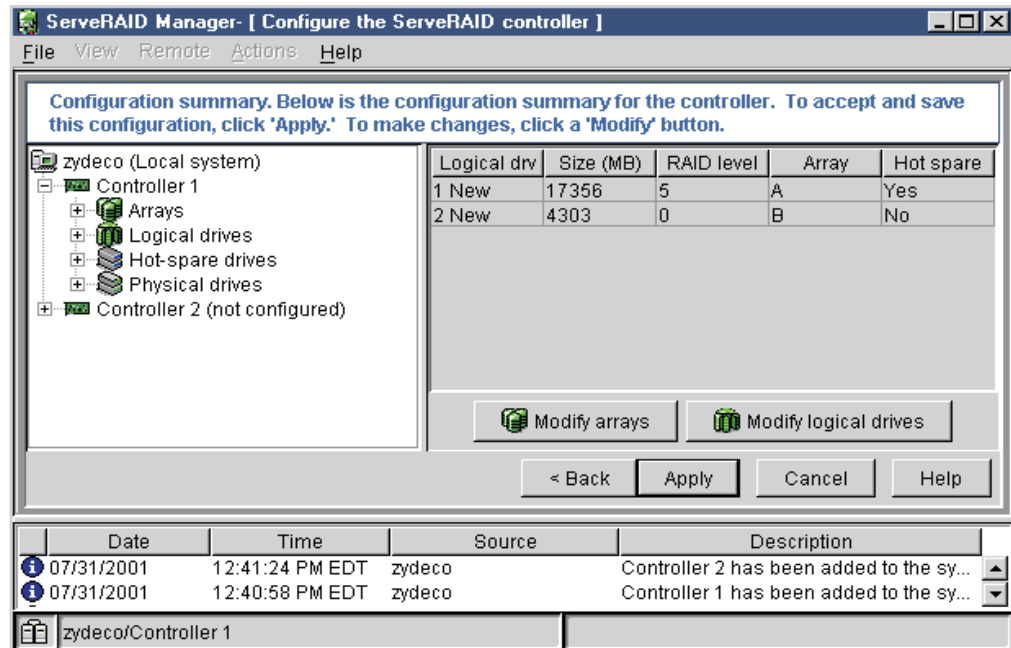 ServeRAID Manager- [ Configure the ServeRAID controller ]
File View Remote Actions Help
Configuration summary. Below is the configuration summary for the controller. To accept and save
this configuration, click 'Apply.' To make changes, click a 'Modify' button.
zydeco (Local system)
Controller 1
Arrays
Logical drives
Hot-spare drives
Physical drives
Controller 2 (not configured)
Logical drv Size (MB) RAID level Array Hot spare
1 New 17356 5 A Yes
2 New 4303 0 B No
Modify arrays Modify logical drives
< Back Apply Cancel Help
Date Time Source Description
07/31/2001 12:41:24 PM EDT zydeco Controller 2 has been added to the sy...
07/31/2001 12:40:58 PM EDT zydeco Controller 1 has been added to the sy...
zydeco/Controller 1